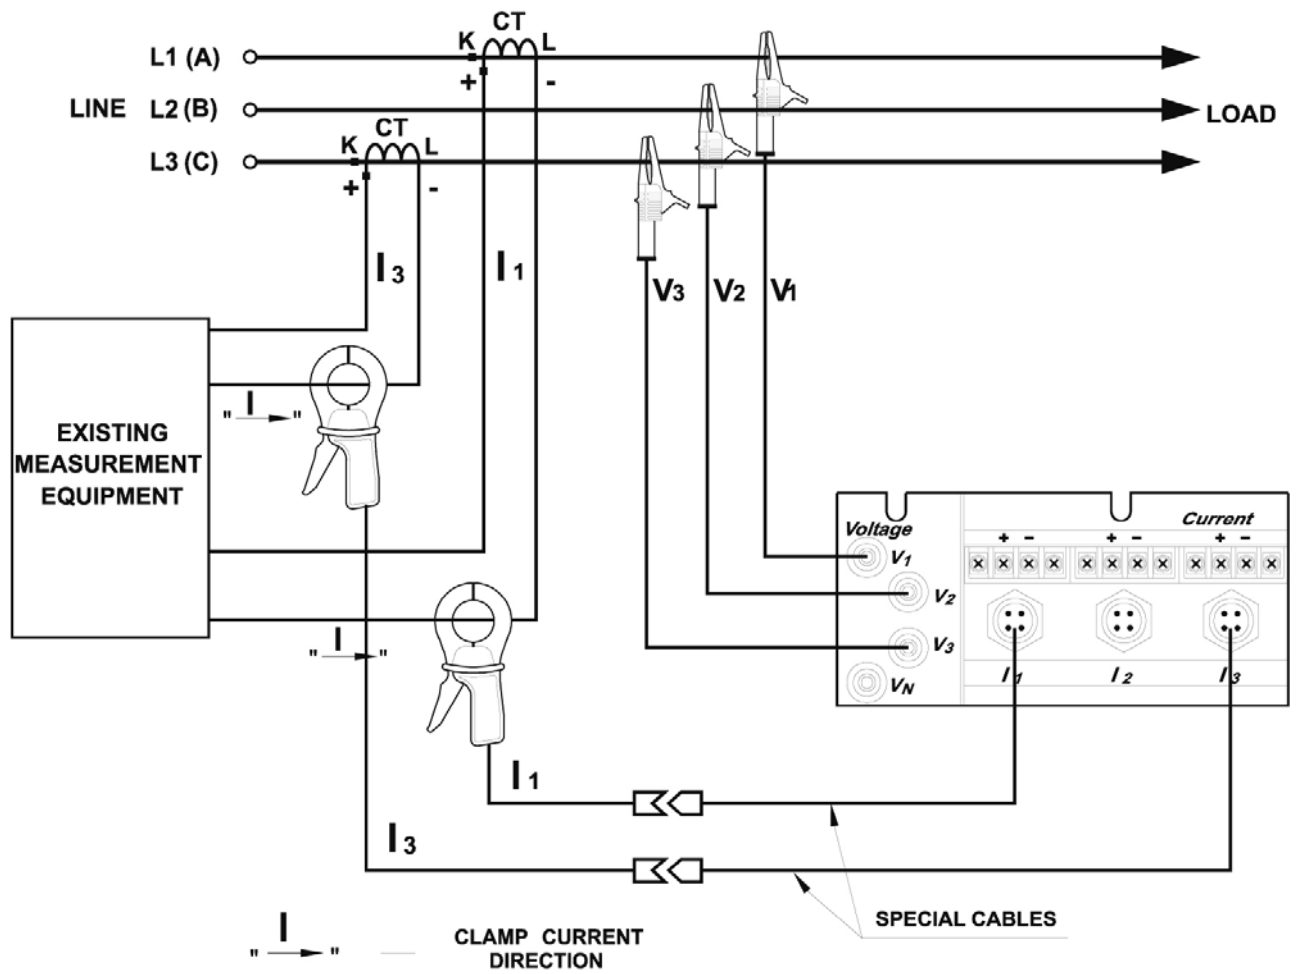 CT
K L
L1 (A)
+ -
LINE L2 (B) LOAD
CT
K L
L3 (C)
+ -
I3 I1 V3 V2 V1
" I "
EXISTING
MEASUREMENT
EQUIPMENT
Current
Voltage
+ - + - + -
V1
V2
V3
" I "
VN I1 I2 I3
I1
I3
SPECIAL CABLES
" I " — CLAMP CURRENT
DIRECTION